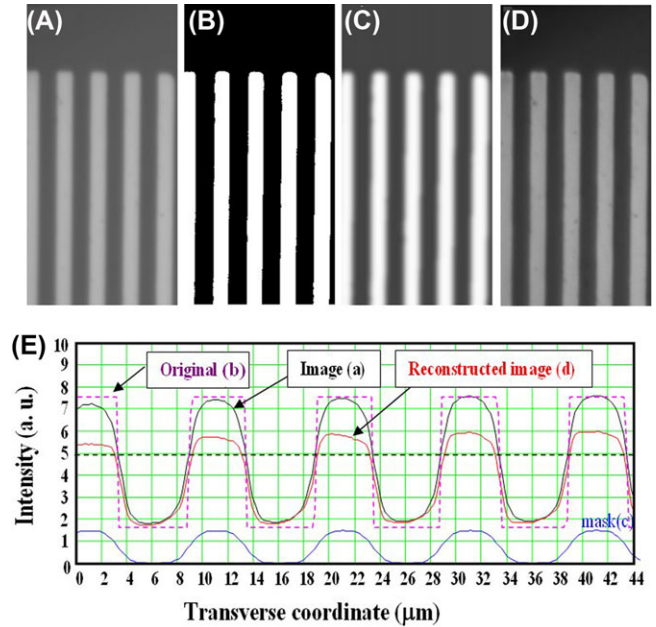 (A) (B) (C) (D)
(E)
Intensity (a. u.)
10
9
8
7
6
5
4
3
2
1
0
Original (b)
Image (a)
Reconstructed image (d)
mask(c)
0 2 4 6 8 10 12 14 16 18 20 22 24 26 28 30 32 34 36 38 40 42 44
Transverse coordinate (μm)